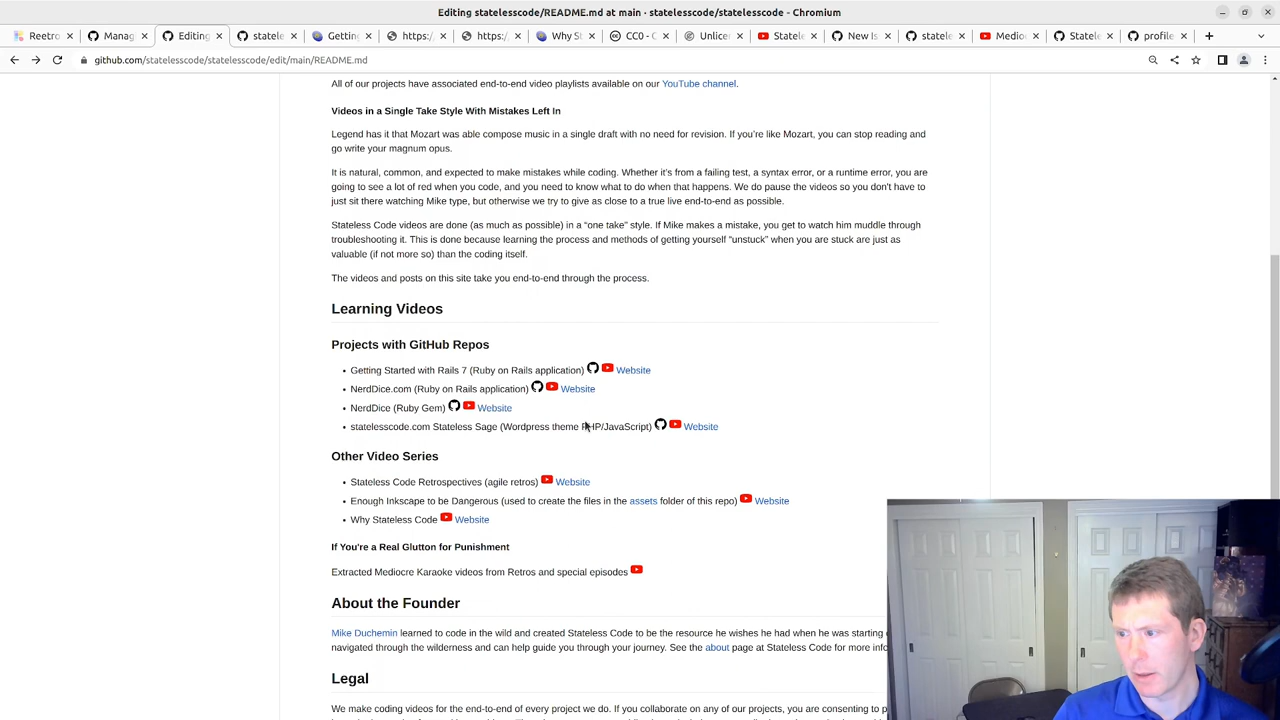 Editing statelesscode/README.md at main · statelesscode/statelesscode - Chromium
Reetro
Manag
Editing
statele
Getting
https:/
https:/
Why St
CC0 - C
Unlicen
Statele
New Is
statele
Medio
Statele
profile
github.com/statelesscode/statelesscode/edit/main/README.md
All of our projects have associated end-to-end video playlists available on our YouTube channel.
Videos in a Single Take Style With Mistakes Left In
Legend has it that Mozart was able compose music in a single draft with no need for revision. If you're like Mozart, you can stop reading and
go write your magnum opus.
It is natural, common, and expected to make mistakes while coding. Whether it's from a failing test, a syntax error, or a runtime error, you are
going to see a lot of red when you code, and you need to know what to do when that happens. We do pause the videos so you don't have to
just sit there watching Mike type, but otherwise we try to give as close to a true live end-to-end as possible.
Stateless Code videos are done (as much as possible) in a “one take” style. If Mike makes a mistake, you get to watch him muddle through
troubleshooting it. This is done because learning the process and methods of getting yourself “unstuck” when you are stuck are just as
valuable (if not more so) than the coding itself.
The videos and posts on this site take you end-to-end through the process.
Learning Videos
Projects with GitHub Repos
• Getting Started with Rails 7 (Ruby on Rails application) Website
• NerdDice.com (Ruby on Rails application) Website
• NerdDice (Ruby Gem) Website
• statelesscode.com Stateless Sage (Wordpress theme PHP/JavaScript) Website
Other Video Series
• Stateless Code Retrospectives (agile retros) Website
• Enough Inkscape to be Dangerous (used to create the files in the assets folder of this repo) Website
• Why Stateless Code Website
If You're a Real Glutton for Punishment
Extracted Mediocre Karaoke videos from Retros and special episodes
About the Founder
Mike Duchemin learned to code in the wild and created Stateless Code to be the resource he wishes he had when he was starting
navigated through the wilderness and can help guide you through your journey. See the about page at Stateless Code for more
Legal
We make coding videos for the end-to-end of every project we do. If you collaborate on any of our projects, you are consenting to